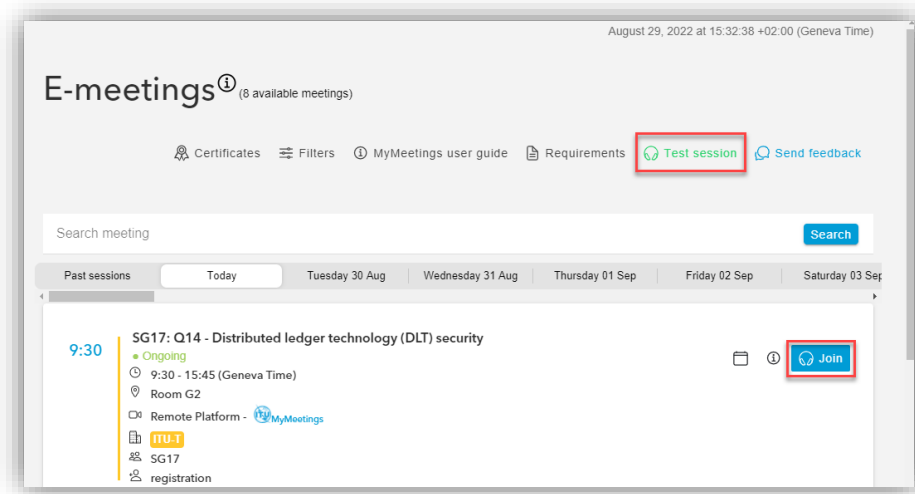 August 29, 2022 at 15:32:38 +02:00 (Geneva Time)
E-meetings (8 available meetings)
Certificates Filters MyMeetings user guide Requirements Test session Send feedback
Search meeting Search
Past sessions Today Tuesday 30 Aug Wednesday 31 Aug Thursday 01 Sep Friday 02 Sep Saturday 03 Sep
SG17: Q14 - Distributed ledger technology (DLT) security
9:30
• Ongoing
Join
9:30 - 15:45 (Geneva Time)
Room G2
Remote Platform - ITU MyMeetings
ITU-T
SG17
registration